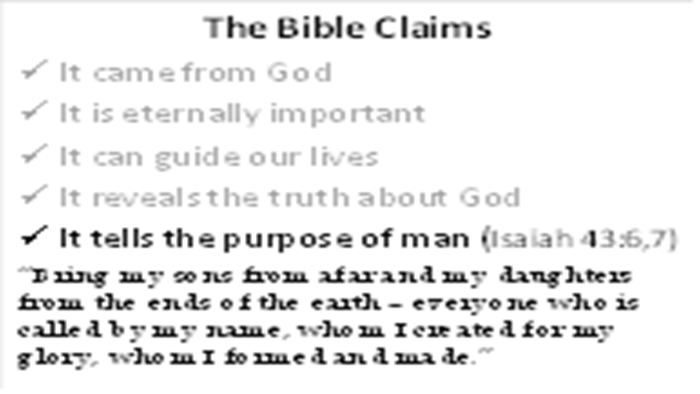 The Bible Claims
✓ It came from God
✓ It is eternally important
✓ It can guide our lives
✓ It reveals the truth about God
✓ It tells the purpose of man (Isaiah 43:6,7)
"Bring my sons from afar and my daughters
from the ends of the earth – everyone who is
called by my name, whom I created for my
glory, whom I formed and made."